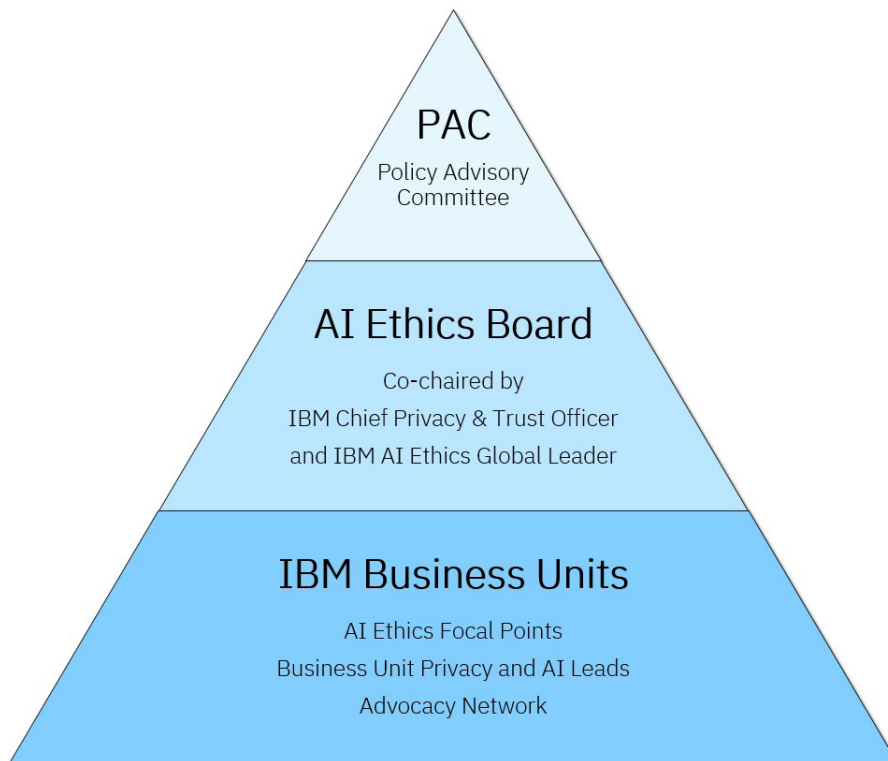 PAC
Policy Advisory
Committee
AI Ethics Board
Co-chaired by
IBM Chief Privacy & Trust Officer
and IBM AI Ethics Global Leader
IBM Business Units
AI Ethics Focal Points
Business Unit Privacy and AI Leads
Advocacy Network